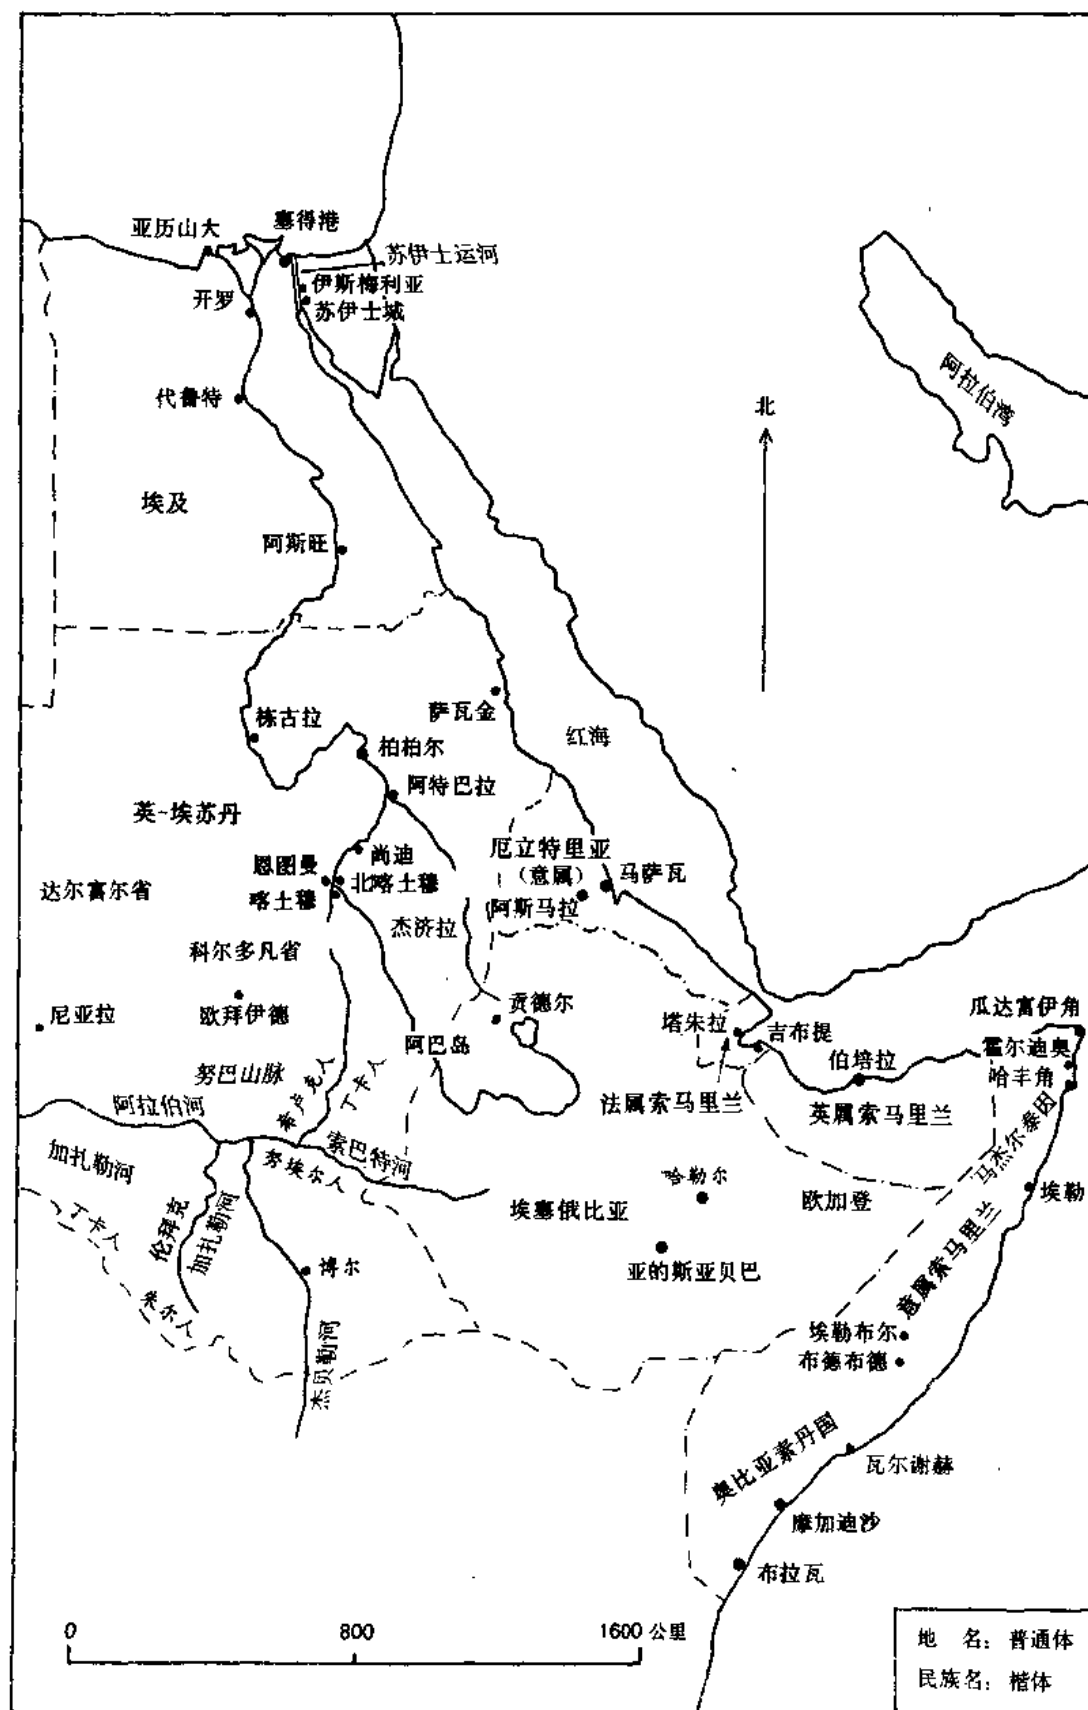 塞得港
亚历山大
苏伊士运河
伊斯梅利亚
苏伊士城
开罗
代鲁特
阿拉伯湾
北
埃及
阿斯旺
萨瓦金
栋古拉
红海
柏柏尔
阿特巴拉
英-埃苏丹
厄立特里亚
(意属)
马萨瓦
阿斯马拉
尚迪
恩图曼
北喀土穆
喀土穆
达尔富尔省
杰济拉
科尔多凡省
欧拜伊德
尼亚拉
贡德尔
瓜达富伊角
塔朱拉
吉布提
霍尔迪奥
哈丰角
阿巴岛
伯培拉
努巴山脉
希卢克人
丁卡人
法属索马里兰
英属索马里兰
马杰尔泰因
阿拉伯河
加扎勒河
索巴特河
努埃尔人
哈勒尔
欧加登
埃勒
埃塞俄比亚
丁卡人
伦拜克
加扎勒河
博尔
亚的斯亚贝巴
意属索马里兰
朱尔人
杰贝勒河
埃勒布尔
布德布德
奥比亚素丹国
瓦尔谢赫
摩加迪沙
布拉瓦
0 800 1600 公里
地 名：普通体
民族名：楷体